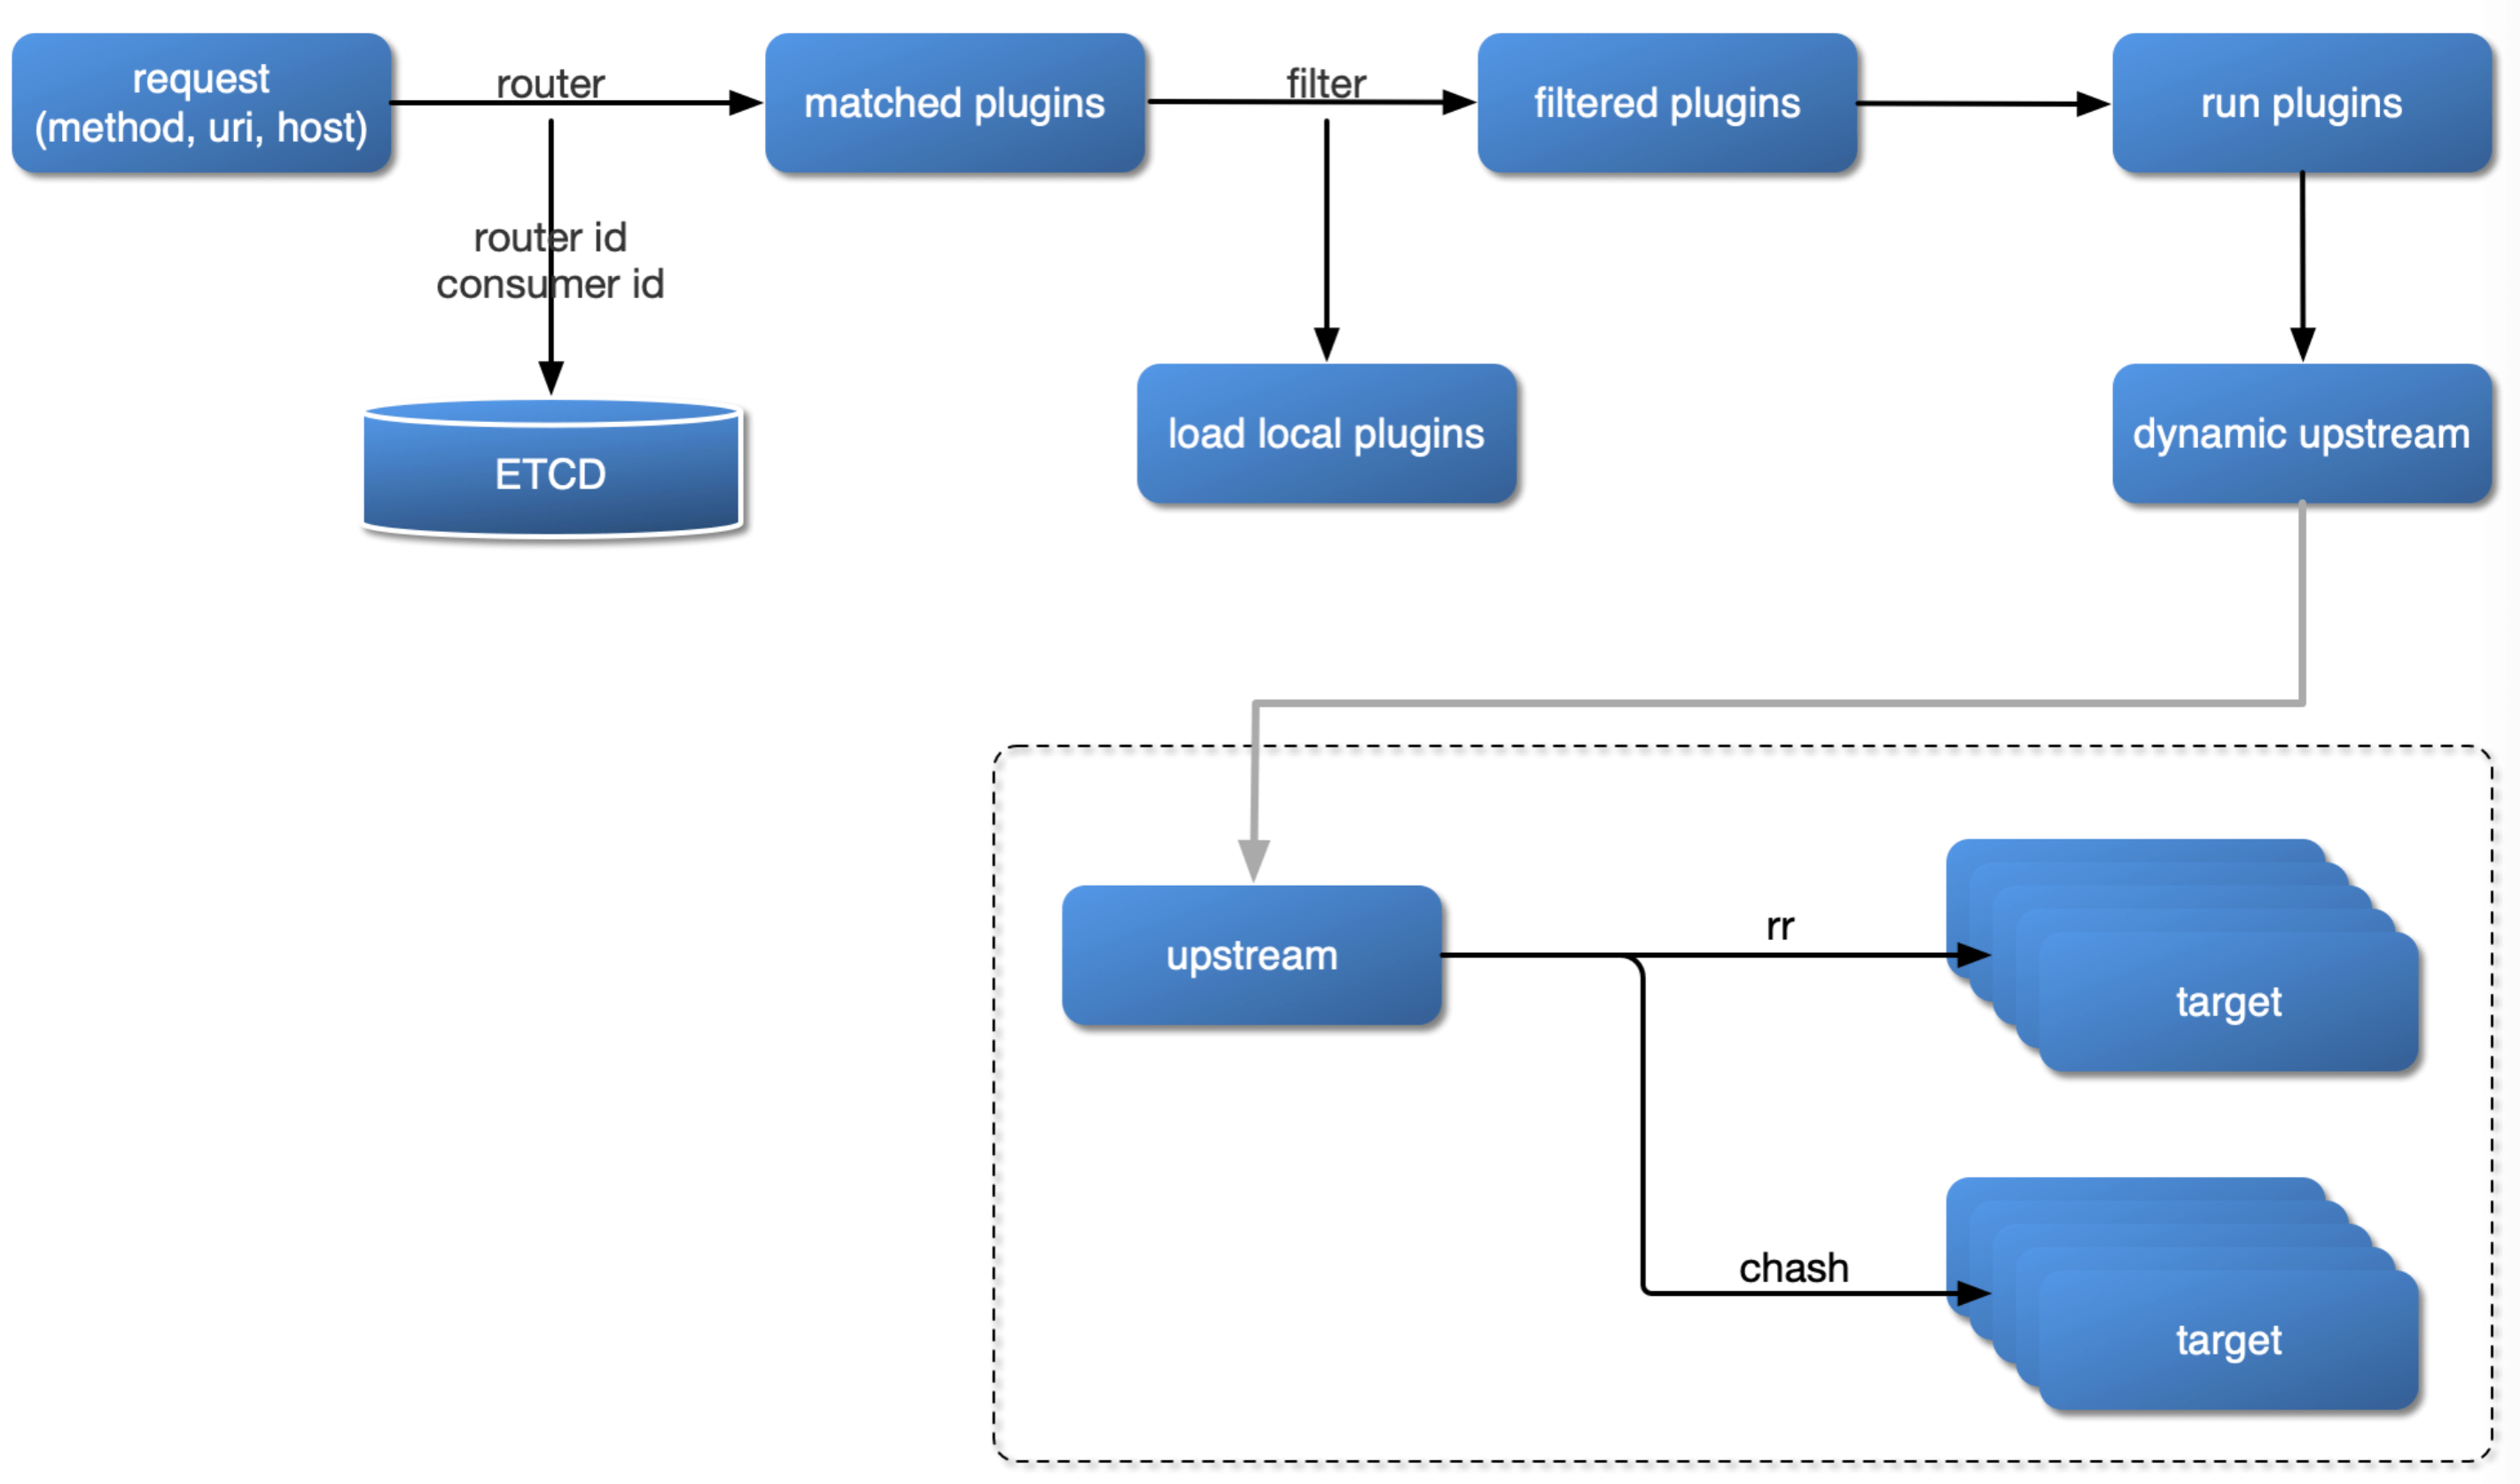 request
(method, uri, host)
router
matched plugins
filter
filtered plugins
run plugins
router id
consumer id
ETCD
load local plugins
dynamic upstream
upstream
rr
target
chash
target